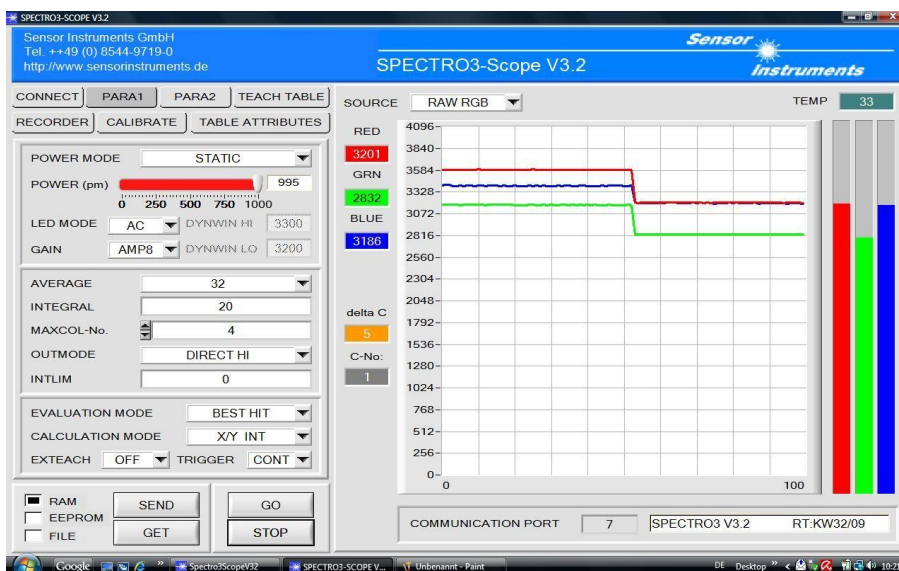 SPECTRO3-SCOPE V3.2
Sensor Instruments GmbH
Tel. ++49 (0) 8544-9719-0
http://www.sensorinstruments.de
SPECTRO3-Scope V3.2
Sensor
Instruments
CONNECT PARA1 PARA2 TEACH TABLE
RECORDER CALIBRATE TABLE ATTRIBUTES
POWER MODE STATIC
POWER (pm) 995
0 250 500 750 1000
LED MODE AC DYNWIN HI 3300
GAIN AMP8 DYNWIN LO 3200
AVERAGE 32
INTEGRAL 20
MAXCOL-No. 4
OUTMODE DIRECT HI
INTLIM 0
EVALUATION MODE BEST HIT
CALCULATION MODE X/Y INT
EXTEACH OFF TRIGGER CONT
RAM
EEPROM
FILE
SEND GO
GET STOP
SOURCE RAW RGB TEMP 33
RED
3201
GRN
2832
BLUE
3186
delta C
5
C-No:
1
4096
3840
3584
3328
3072
2816
2560
2304
2048
1792
1536
1280
1024
768
512
256
0
0 100
COMMUNICATION PORT 7 SPECTRO3 V3.2 RT:KW32/09
Google » Spectro3ScopeV32 SPECTRO3-SCOPE V... Unbenannt - Paint DE Desktop » 10:21